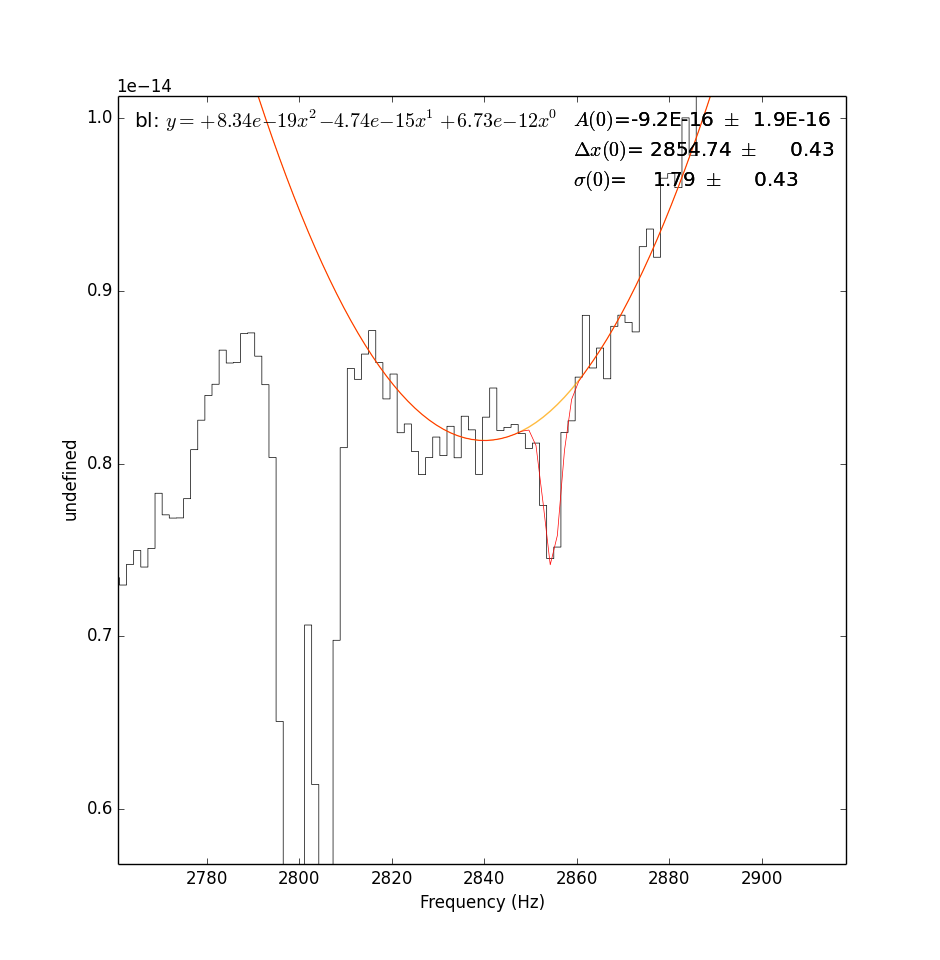 1e−14
bl: y = +8.34e−19x² −4.74e−15x¹ +6.73e−12x⁰
A(0)=-9.2E-16 ± 1.9E-16
Δx(0)= 2854.74 ± 0.43
σ(0)= 1.79 ± 0.43
1.0
0.9
0.8
0.7
0.6
undefined
2780 2800 2820 2840 2860 2880 2900
Frequency (Hz)